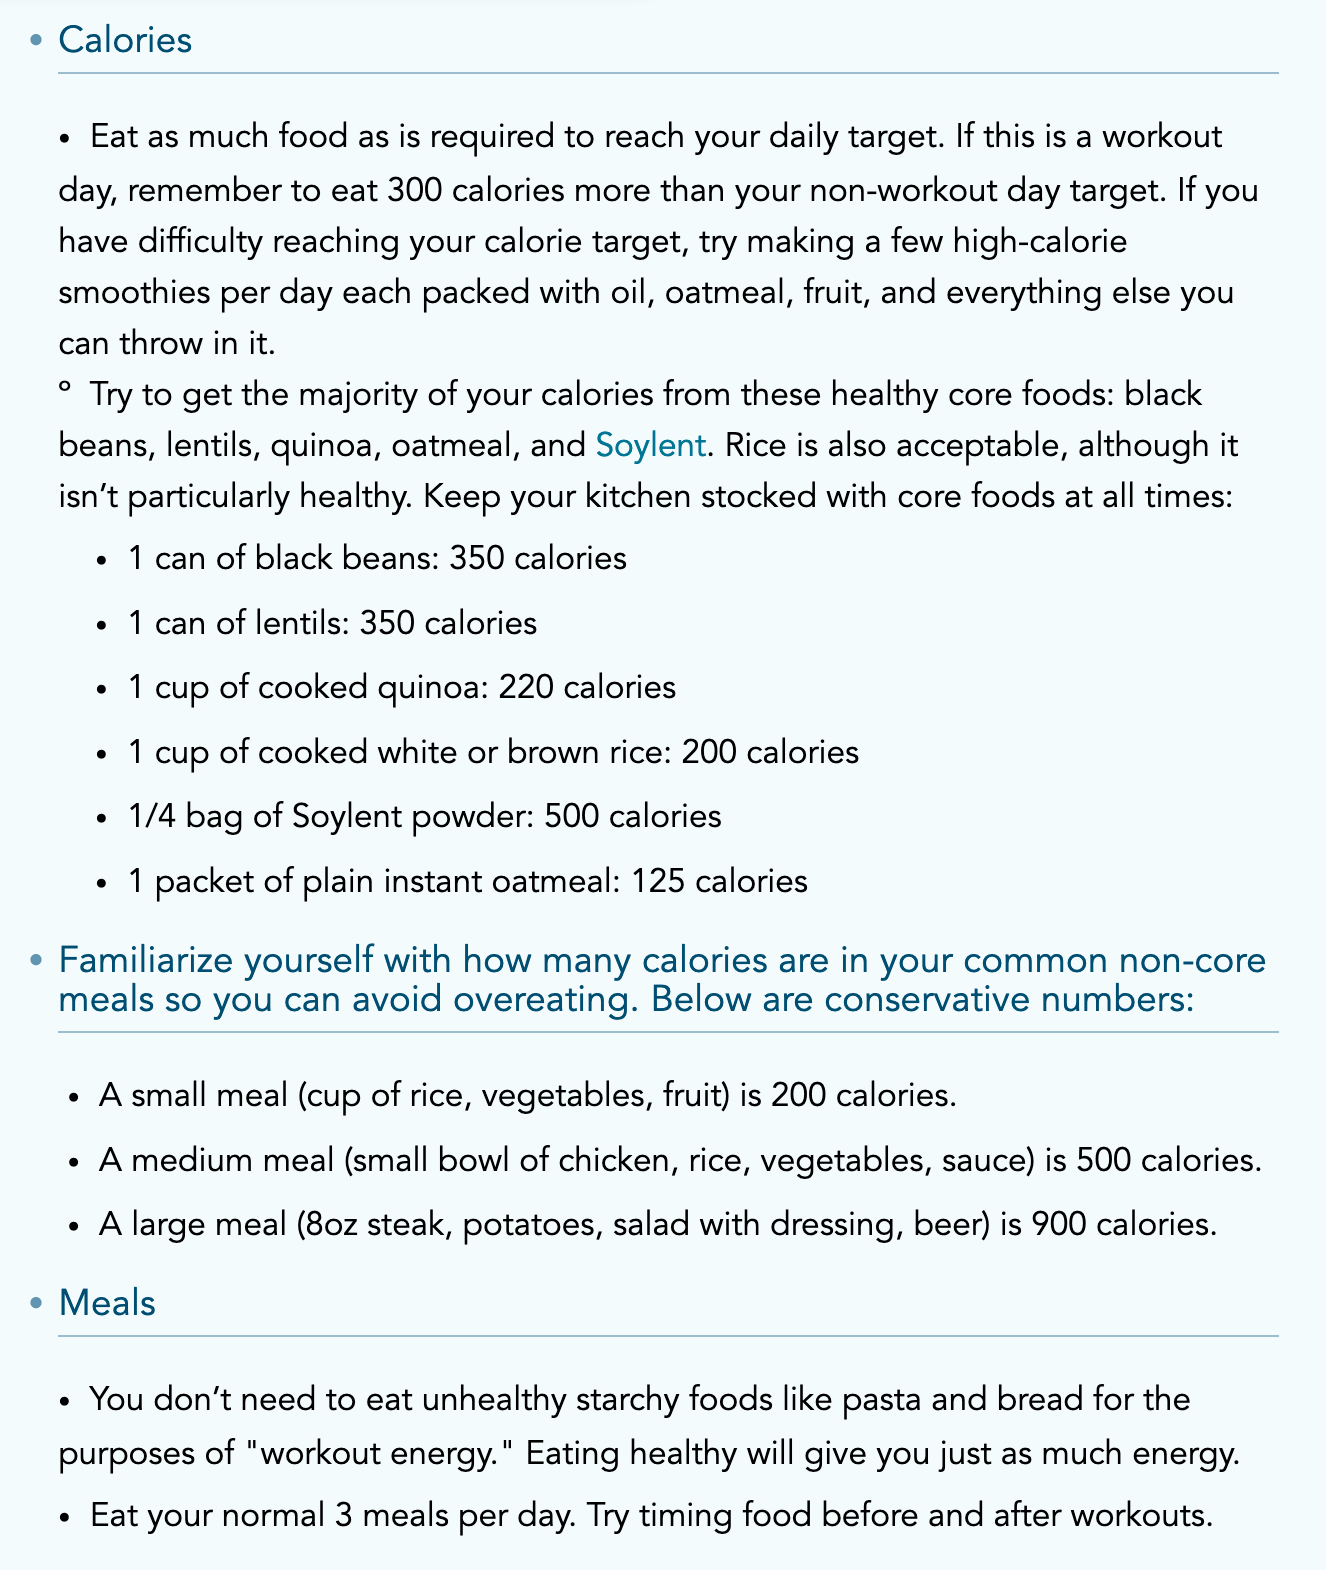 • Calories
• Eat as much food as is required to reach your daily target. If this is a workout
day, remember to eat 300 calories more than your non-workout day target. If you
have difficulty reaching your calorie target, try making a few high-calorie
smoothies per day each packed with oil, oatmeal, fruit, and everything else you
can throw in it.
º Try to get the majority of your calories from these healthy core foods: black
beans, lentils, quinoa, oatmeal, and Soylent. Rice is also acceptable, although it
isn’t particularly healthy. Keep your kitchen stocked with core foods at all times:
• 1 can of black beans: 350 calories
• 1 can of lentils: 350 calories
• 1 cup of cooked quinoa: 220 calories
• 1 cup of cooked white or brown rice: 200 calories
• 1/4 bag of Soylent powder: 500 calories
• 1 packet of plain instant oatmeal: 125 calories
• Familiarize yourself with how many calories are in your common non-core
meals so you can avoid overeating. Below are conservative numbers:
• A small meal (cup of rice, vegetables, fruit) is 200 calories.
• A medium meal (small bowl of chicken, rice, vegetables, sauce) is 500 calories.
• A large meal (8oz steak, potatoes, salad with dressing, beer) is 900 calories.
• Meals
• You don’t need to eat unhealthy starchy foods like pasta and bread for the
purposes of "workout energy." Eating healthy will give you just as much energy.
• Eat your normal 3 meals per day. Try timing food before and after workouts.